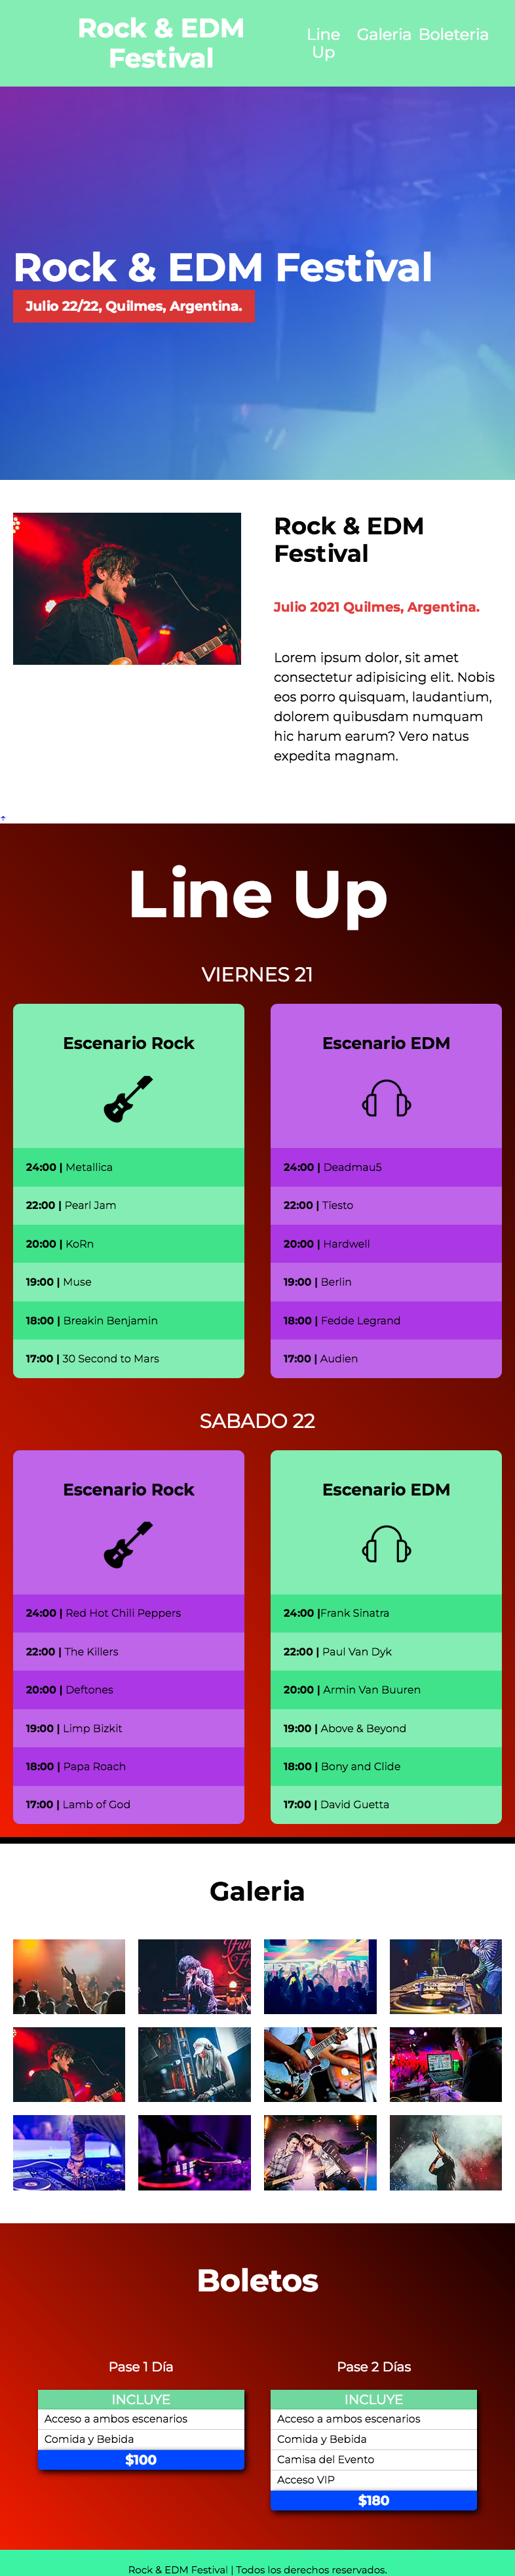 Rock & EDM
Festival
Line
Up
Galeria
Boleteria
Rock & EDM Festival
Julio 22/22, Quilmes, Argentina.
Rock & EDM
Festival
Julio 2021 Quilmes, Argentina.
Lorem ipsum dolor, sit amet
consectetur adipisicing elit. Nobis
eos porro quisquam, laudantium,
dolorem quibusdam numquam
hic harum earum? Vero natus
expedita magnam.
Line Up
VIERNES 21
Escenario Rock
24:00 | Metallica
22:00 | Pearl Jam
20:00 | KoRn
19:00 | Muse
18:00 | Breakin Benjamin
17:00 | 30 Second to Mars
Escenario EDM
24:00 | Deadmau5
22:00 | Tiesto
20:00 | Hardwell
19:00 | Berlin
18:00 | Fedde Legrand
17:00 | Audien
SABADO 22
Escenario Rock
24:00 | Red Hot Chili Peppers
22:00 | The Killers
20:00 | Deftones
19:00 | Limp Bizkit
18:00 | Papa Roach
17:00 | Lamb of God
Escenario EDM
24:00 |Frank Sinatra
22:00 | Paul Van Dyk
20:00 | Armin Van Buuren
19:00 | Above & Beyond
18:00 | Bony and Clide
17:00 | David Guetta
Galeria
Boletos
Pase 1 Día
INCLUYE
Acceso a ambos escenarios
Comida y Bebida
$100
Pase 2 Días
INCLUYE
Acceso a ambos escenarios
Comida y Bebida
Camisa del Evento
Acceso VIP
$180
Rock & EDM Festival | Todos los derechos reservados.